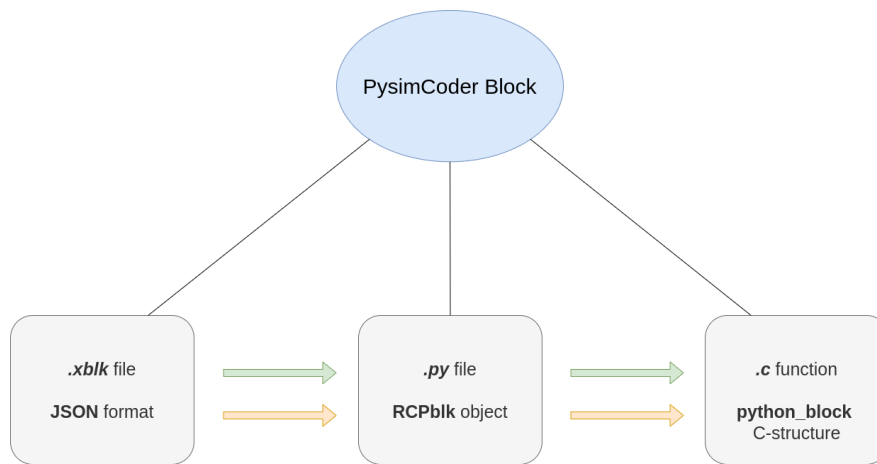 PysimCoder Block
.xblk file
JSON format
.py file
RCPblk object
.c function
python_block
C-structure